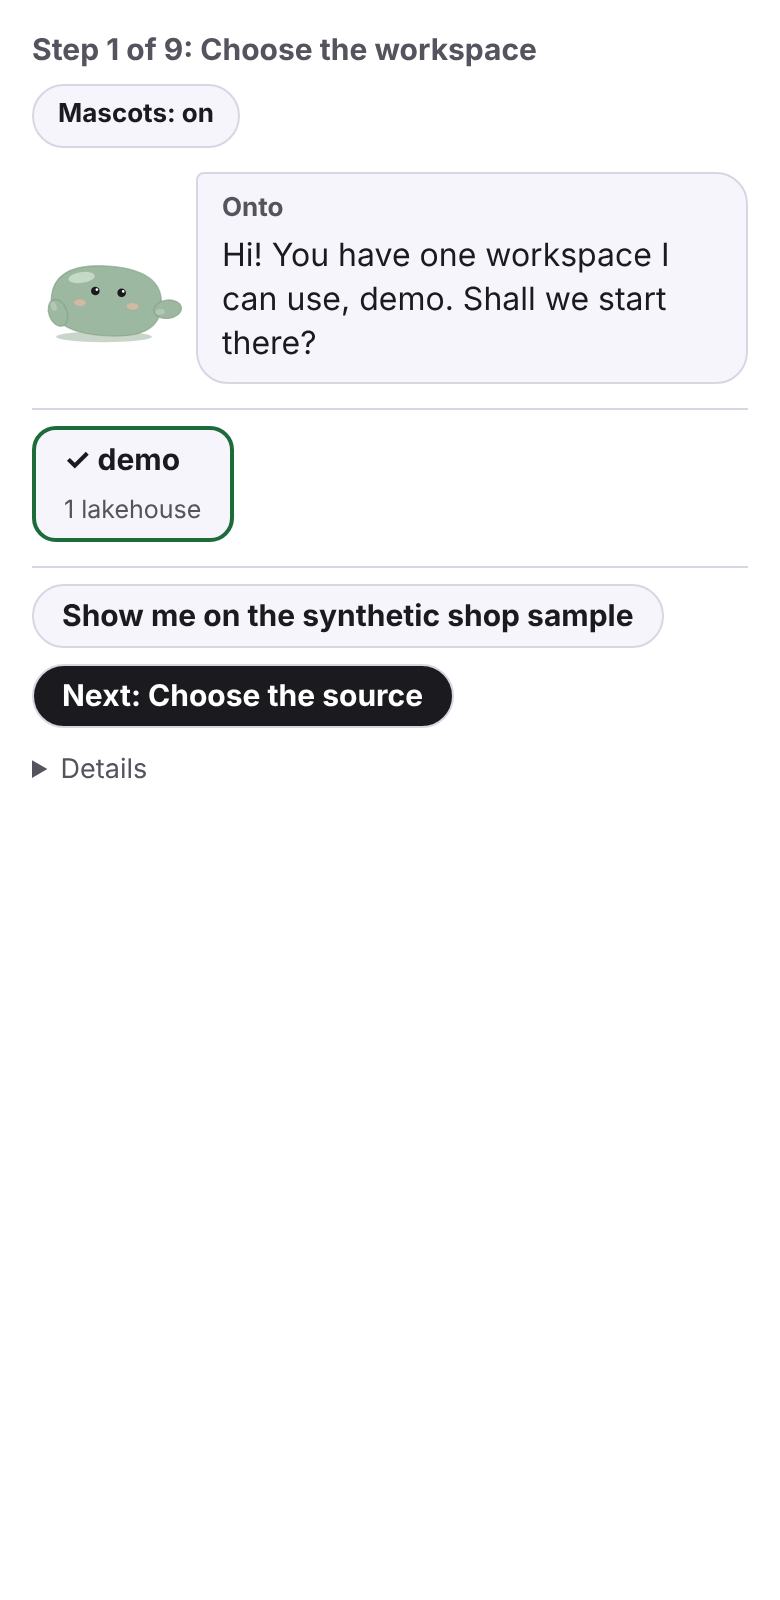 Step 1 of 9: Choose the workspace
Mascots: on
Onto
Hi! You have one workspace I
can use, demo. Shall we start
there?
✓ demo
1 lakehouse
Show me on the synthetic shop sample
Next: Choose the source
▶ Details